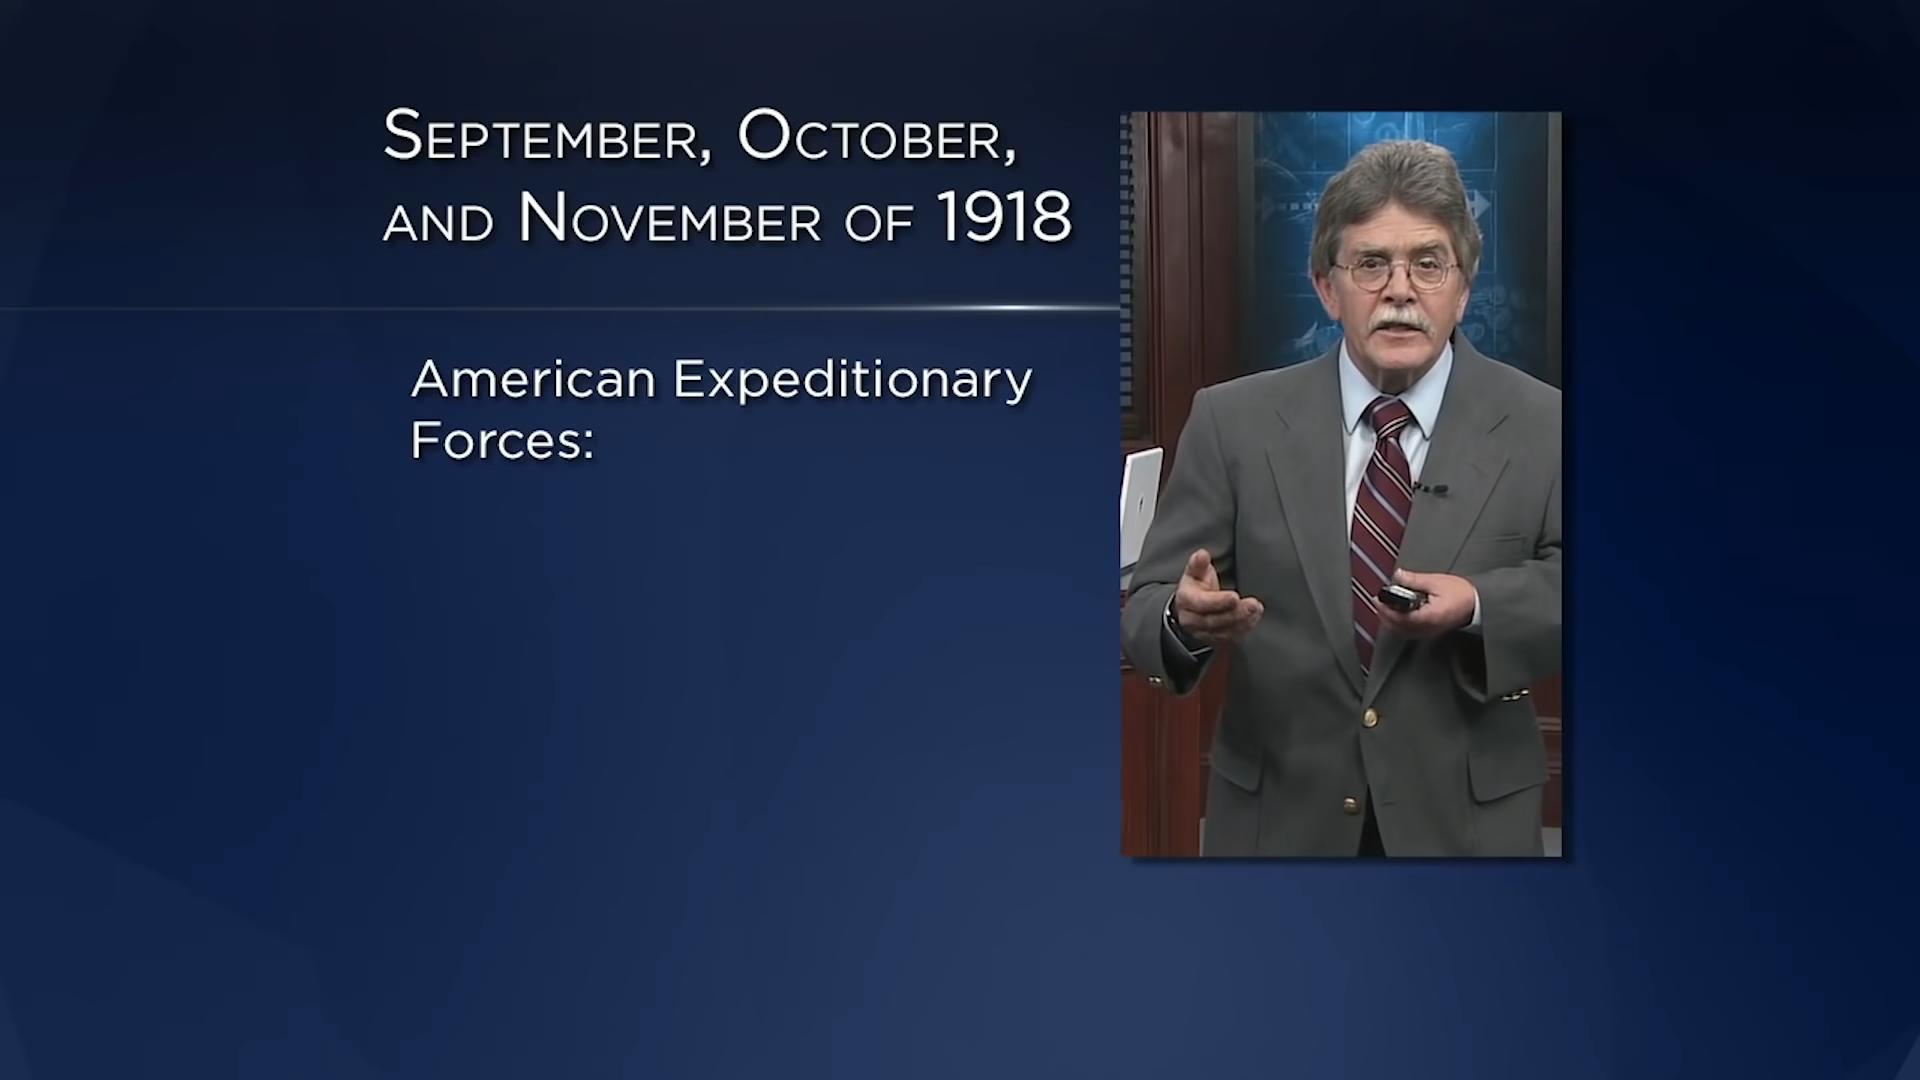 September, October,
and November of 1918
American Expeditionary
Forces: